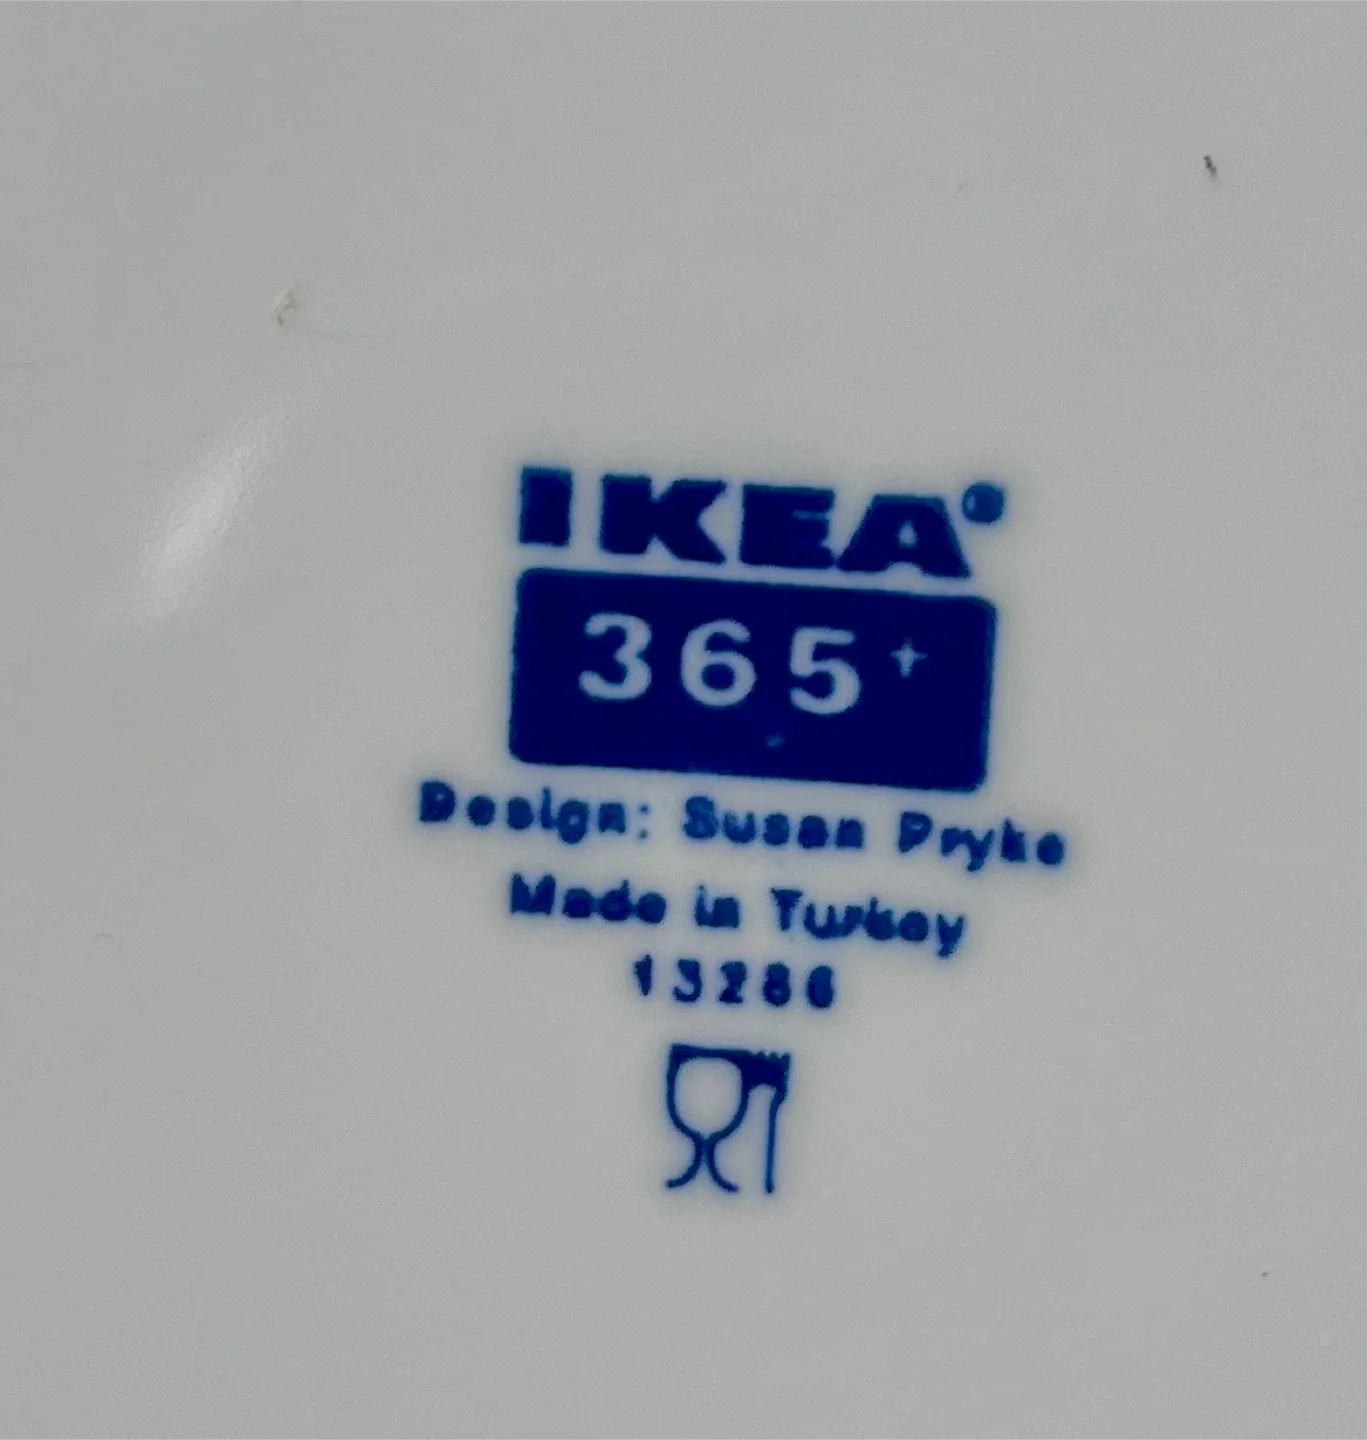 IKEA®
365+
Design: Susan Pryke
Made in Turkey
13286